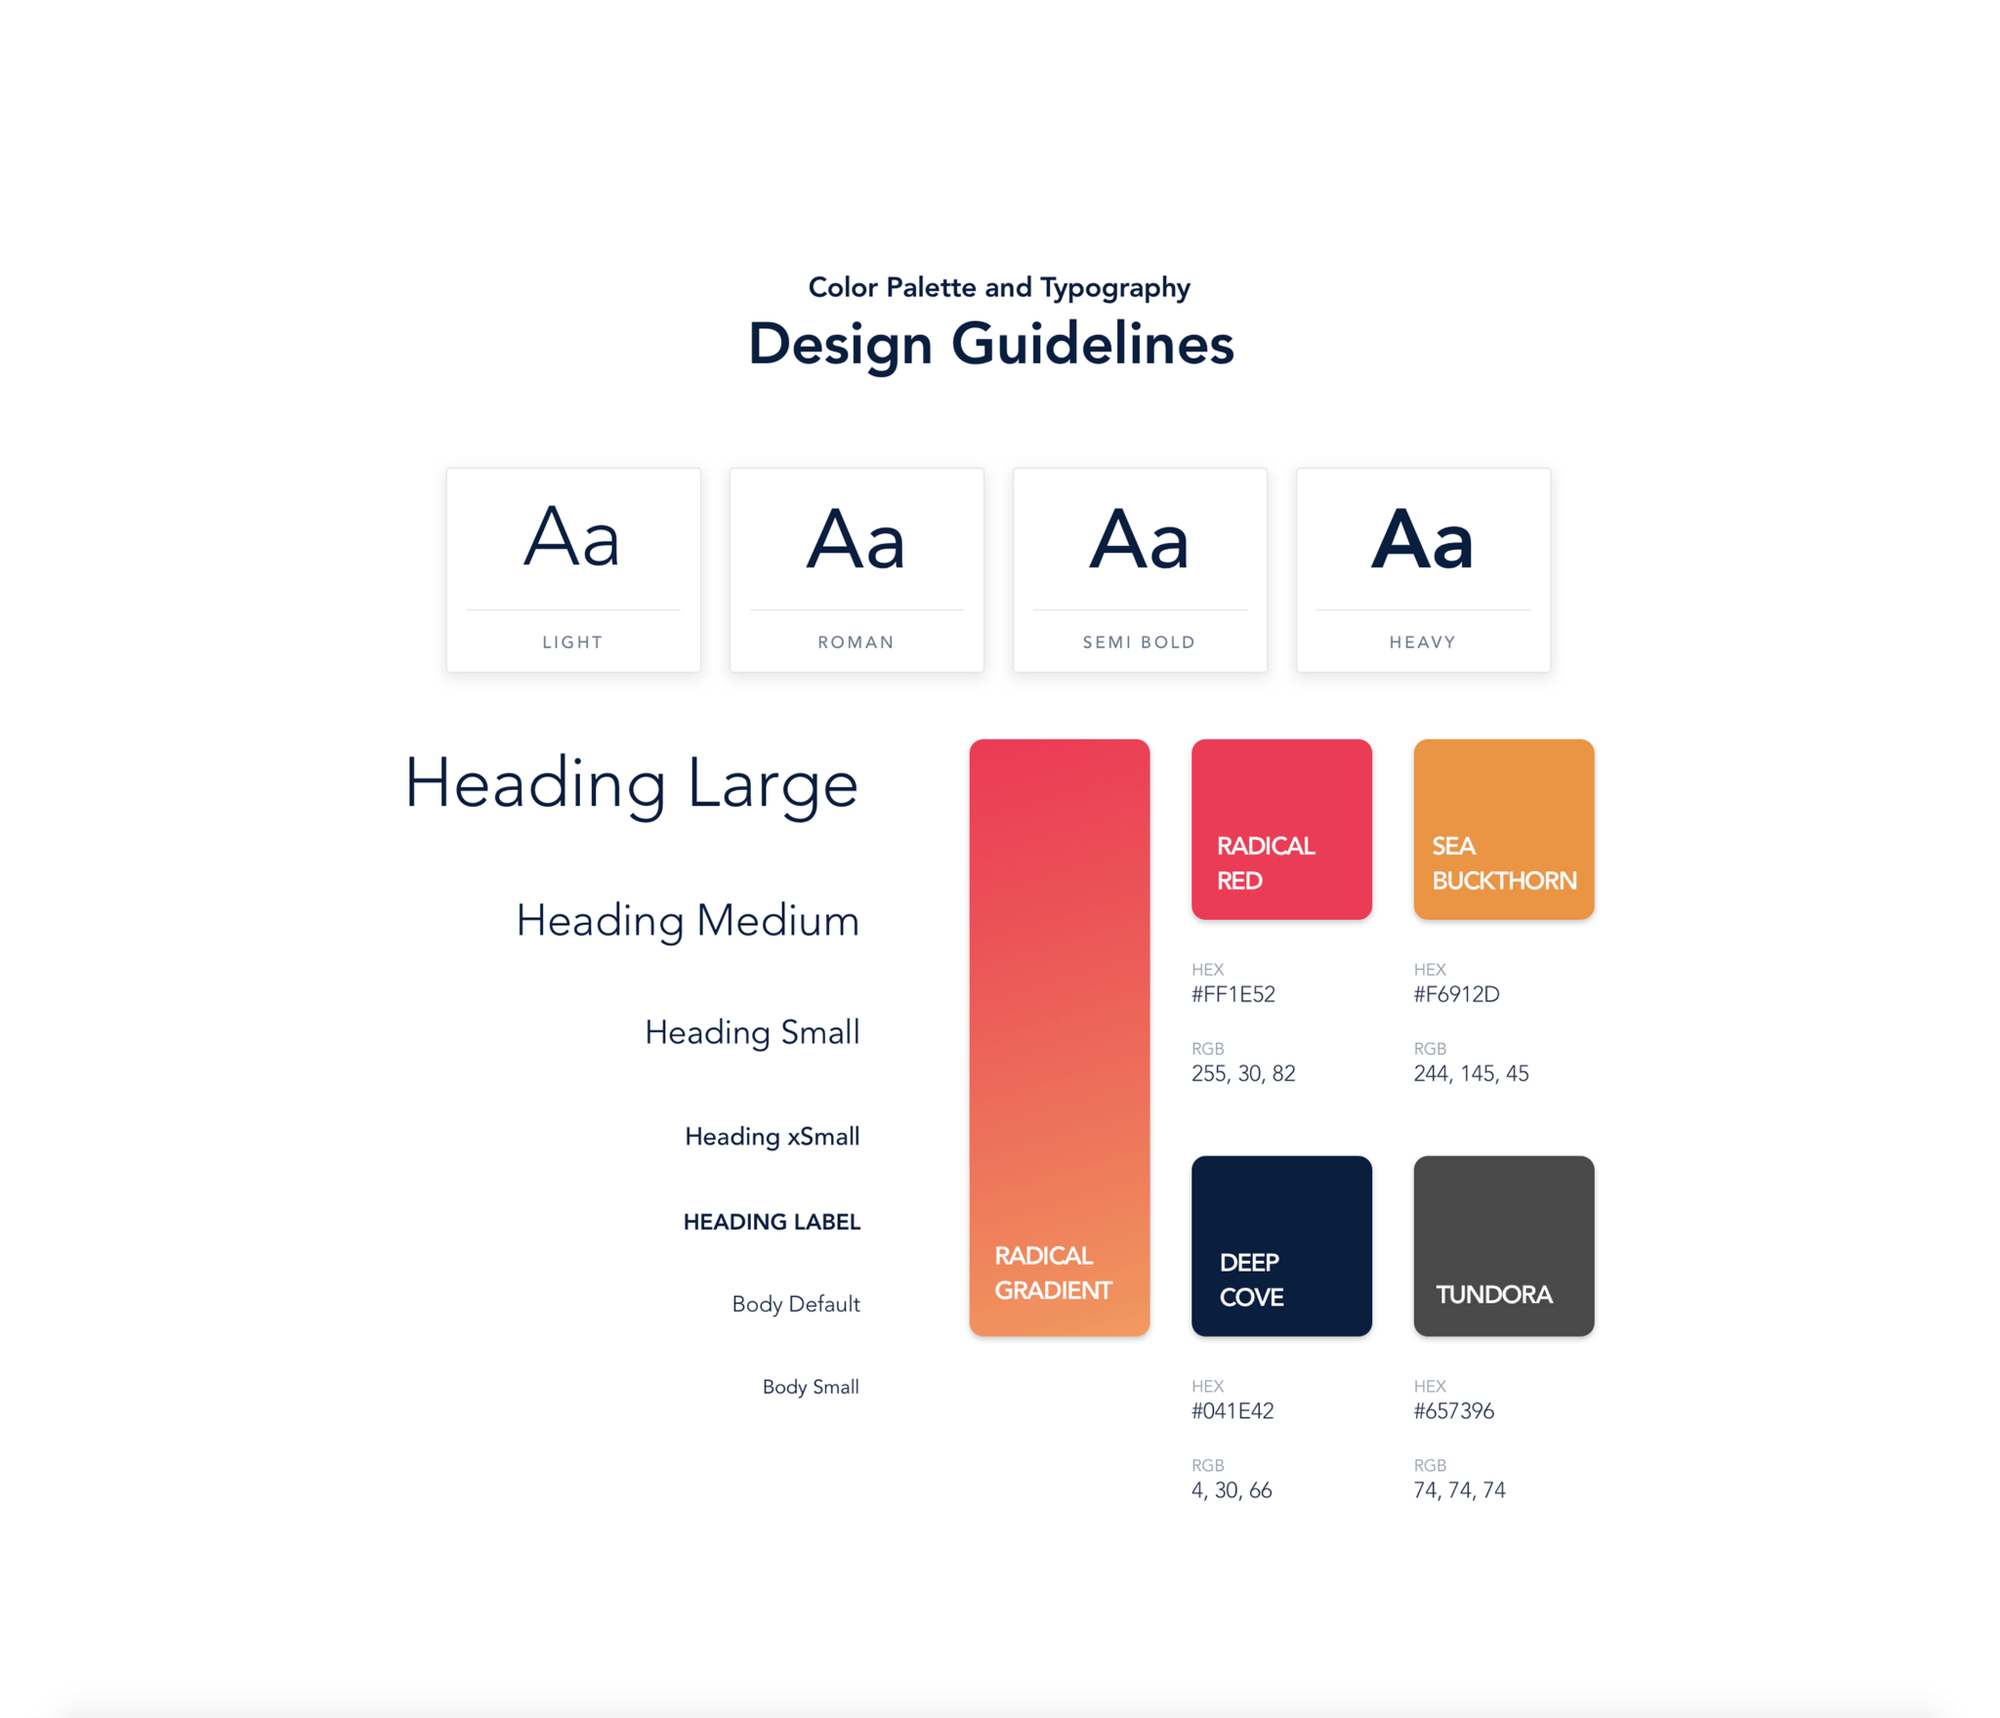 Color Palette and Typography
Design Guidelines
Aa
LIGHT
Aa
ROMAN
Aa
SEMI BOLD
Aa
HEAVY
Heading Large
Heading Medium
Heading Small
Heading xSmall
HEADING LABEL
Body Default
Body Small
RADICAL
GRADIENT
RADICAL
RED
HEX
#FF1E52
RGB
255, 30, 82
SEA
BUCKTHORN
HEX
#F6912D
RGB
244, 145, 45
DEEP
COVE
HEX
#041E42
RGB
4, 30, 66
TUNDORA
HEX
#657396
RGB
74, 74, 74